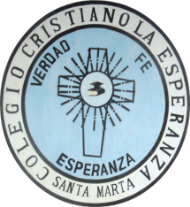 COLEGIO CRISTIANO LA ESPERANZA
VERDAD
FE
ESPERANZA
SANTA MARTA